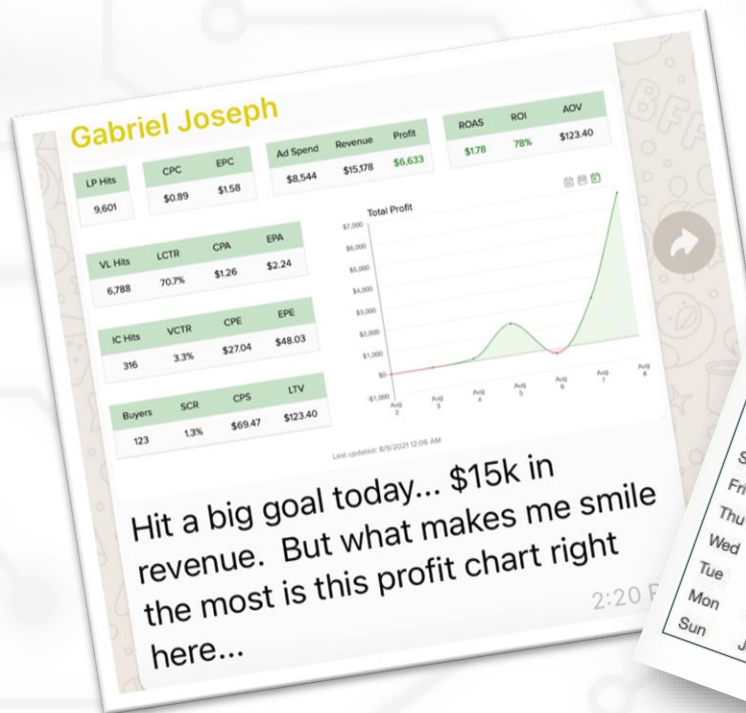 Gabriel Joseph
LP Hits
9,601
CPC EPC
$0.89 $1.58
Ad Spend Revenue Profit
$8,544 $15,178 $6,633
ROAS ROI AOV
$1.78 78% $123.40
VL Hits LCTR CPA EPA
6,788 70.7% $1.26 $2.24
IC Hits VCTR CPE EPE
316 3.3% $27.04 $48.03
Buyers SCR CPS LTV
123 1.3% $69.47 $123.40
Total Profit
$7,000
$6,000
$5,000
$4,000
$3,000
$2,000
$1,000
$0
-$1,000
Aug 2
Aug 3
Aug 4
Aug 5
Aug 6
Aug 7
Aug 8
Last updated: 8/9/2021 12:06 AM
Hit a big goal today... $15k in
revenue. But what makes me smile
the most is this profit chart right
here...
2:20
BFF
Fri
Thu
Wed
Tue
Mon
Sun